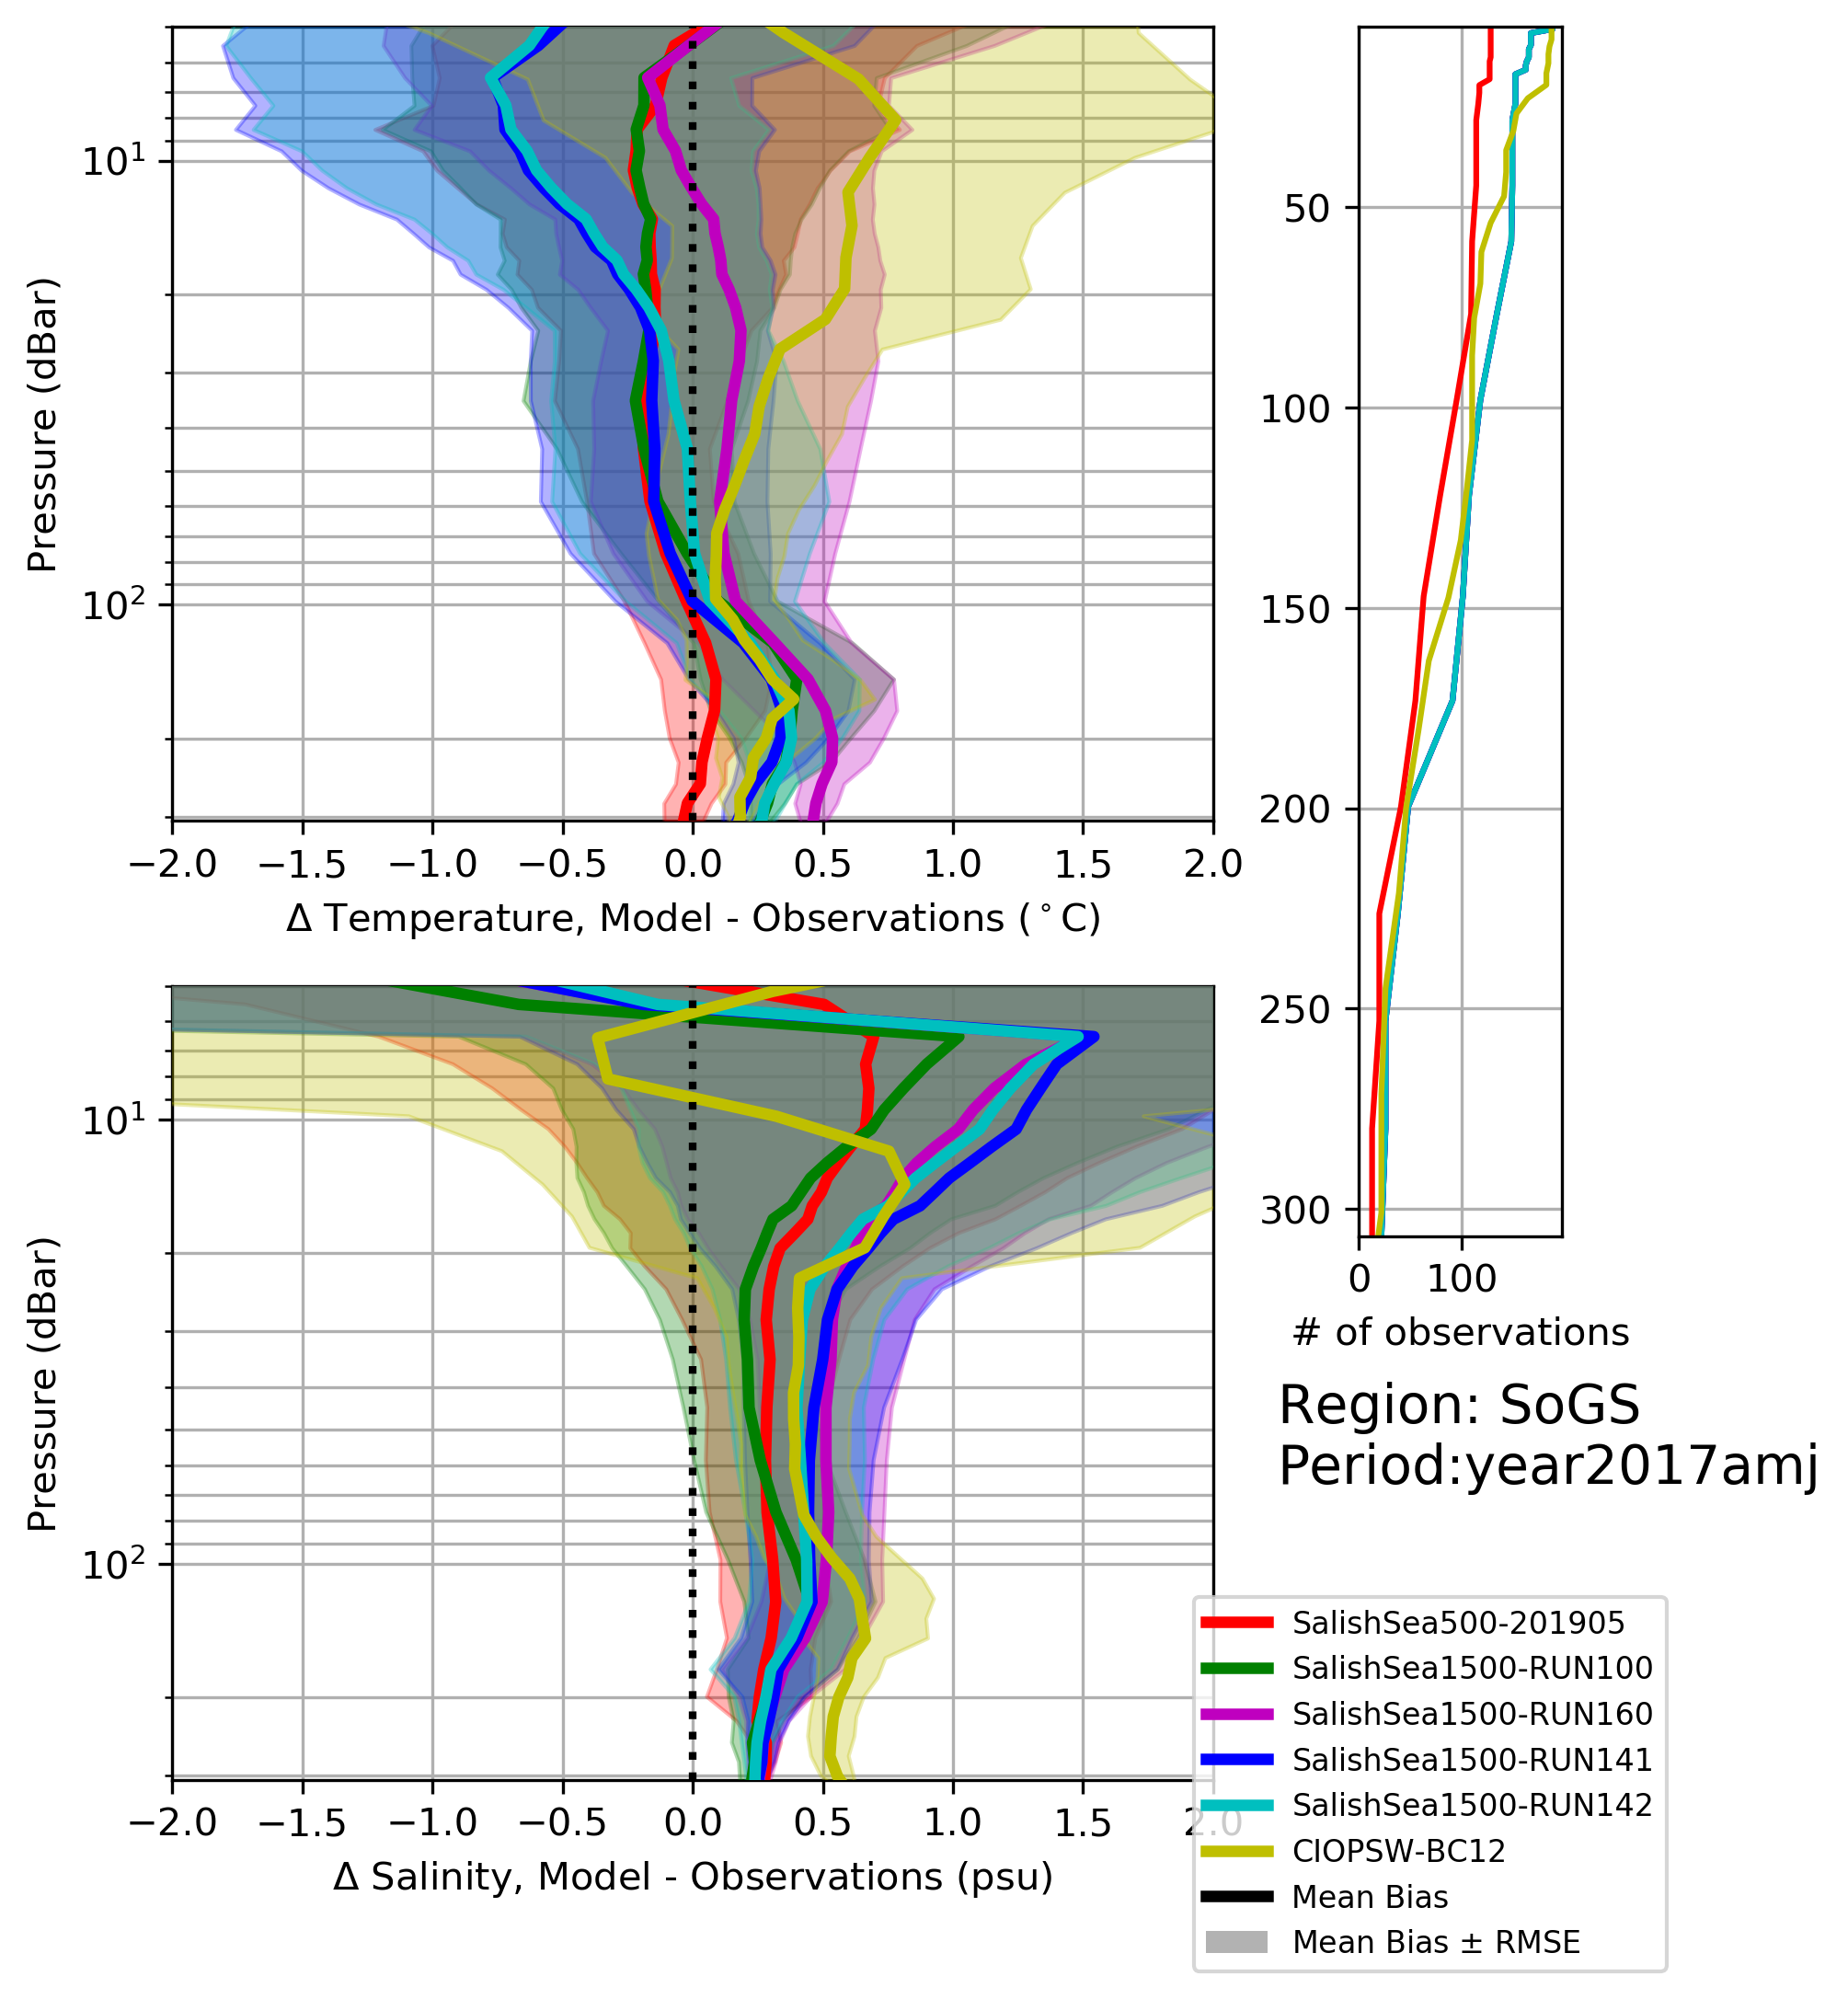 10¹
10²
Pressure (dBar)
−2.0 −1.5 −1.0 −0.5 0.0 0.5 1.0 1.5 2.0
Δ Temperature, Model - Observations (°C)
10¹
10²
Pressure (dBar)
−2.0 −1.5 −1.0 −0.5 0.0 0.5 1.0 1.5 2.0
Δ Salinity, Model - Observations (psu)
50
100
150
200
250
300
0 100
# of observations
Region: SoGS
Period:year2017amj
SalishSea500-201905
SalishSea1500-RUN100
SalishSea1500-RUN160
SalishSea1500-RUN141
SalishSea1500-RUN142
CIOPSW-BC12
Mean Bias
Mean Bias ± RMSE